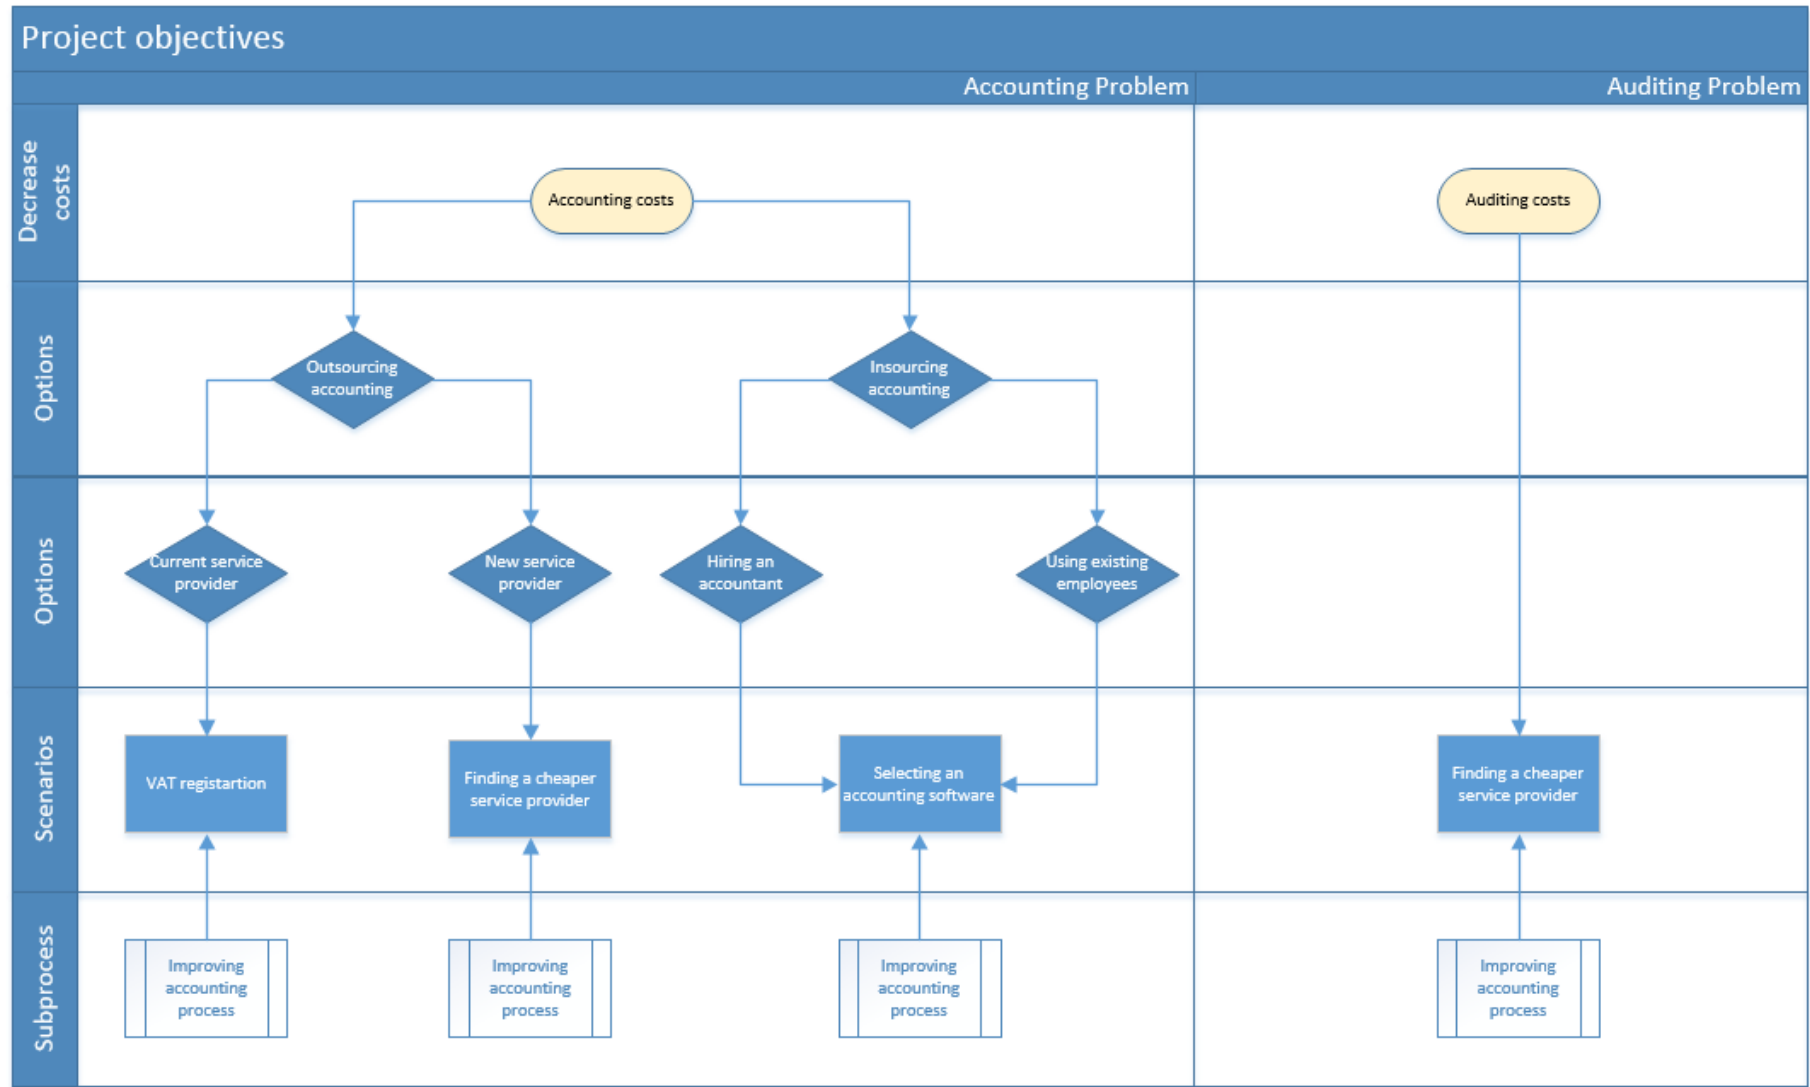 Project objectives
Accounting Problem
Auditing Problem
Decrease
costs
Accounting costs
Auditing costs
Options
Outsourcing
accounting
Insourcing
accounting
Options
Current service
provider
New service
provider
Hiring an
accountant
Using existing
employees
Scenarios
VAT registartion
Finding a cheaper
service provider
Selecting an
accounting software
Finding a cheaper
service provider
Subprocess
Improving
accounting
process
Improving
accounting
process
Improving
accounting
process
Improving
accounting
process